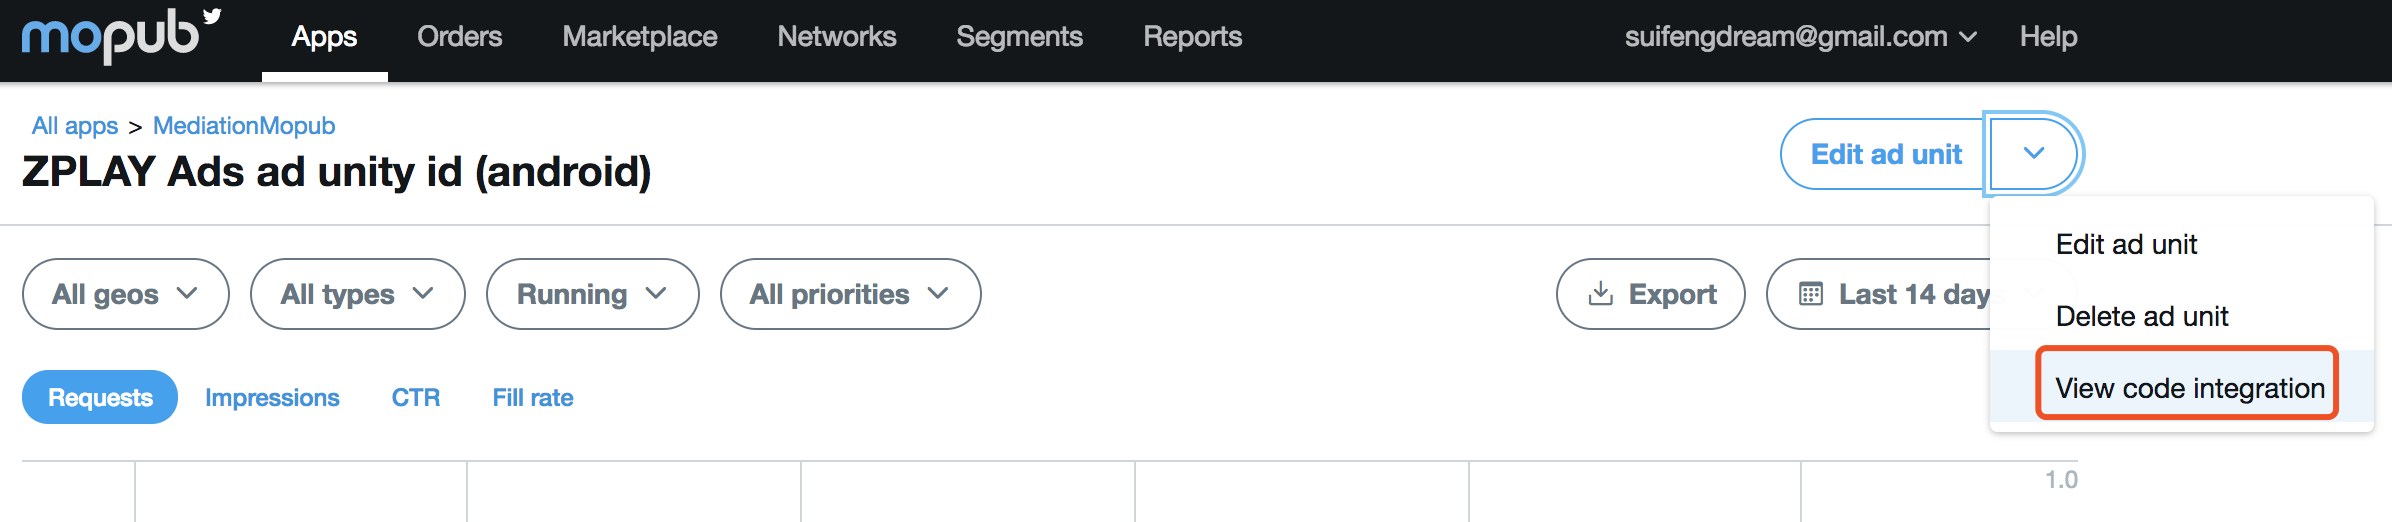 mopub Apps Orders Marketplace Networks Segments Reports suifengdream@gmail.com Help
All apps > MediationMopub
ZPLAY Ads ad unity id (android)
Edit ad unit
Edit ad unit
Delete ad unit
View code integration
All geos All types Running All priorities Export Last 14 days
Requests Impressions CTR Fill rate
1.0